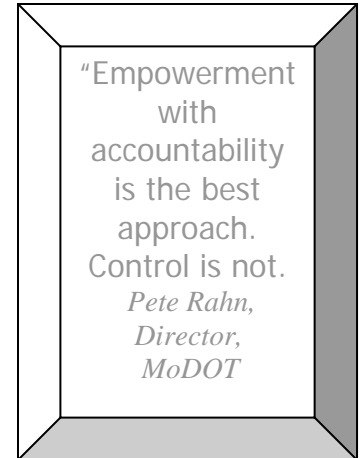 “Empowerment
with
accountability
is the best
approach.
Control is not.
Pete Rahn,
Director,
MoDOT